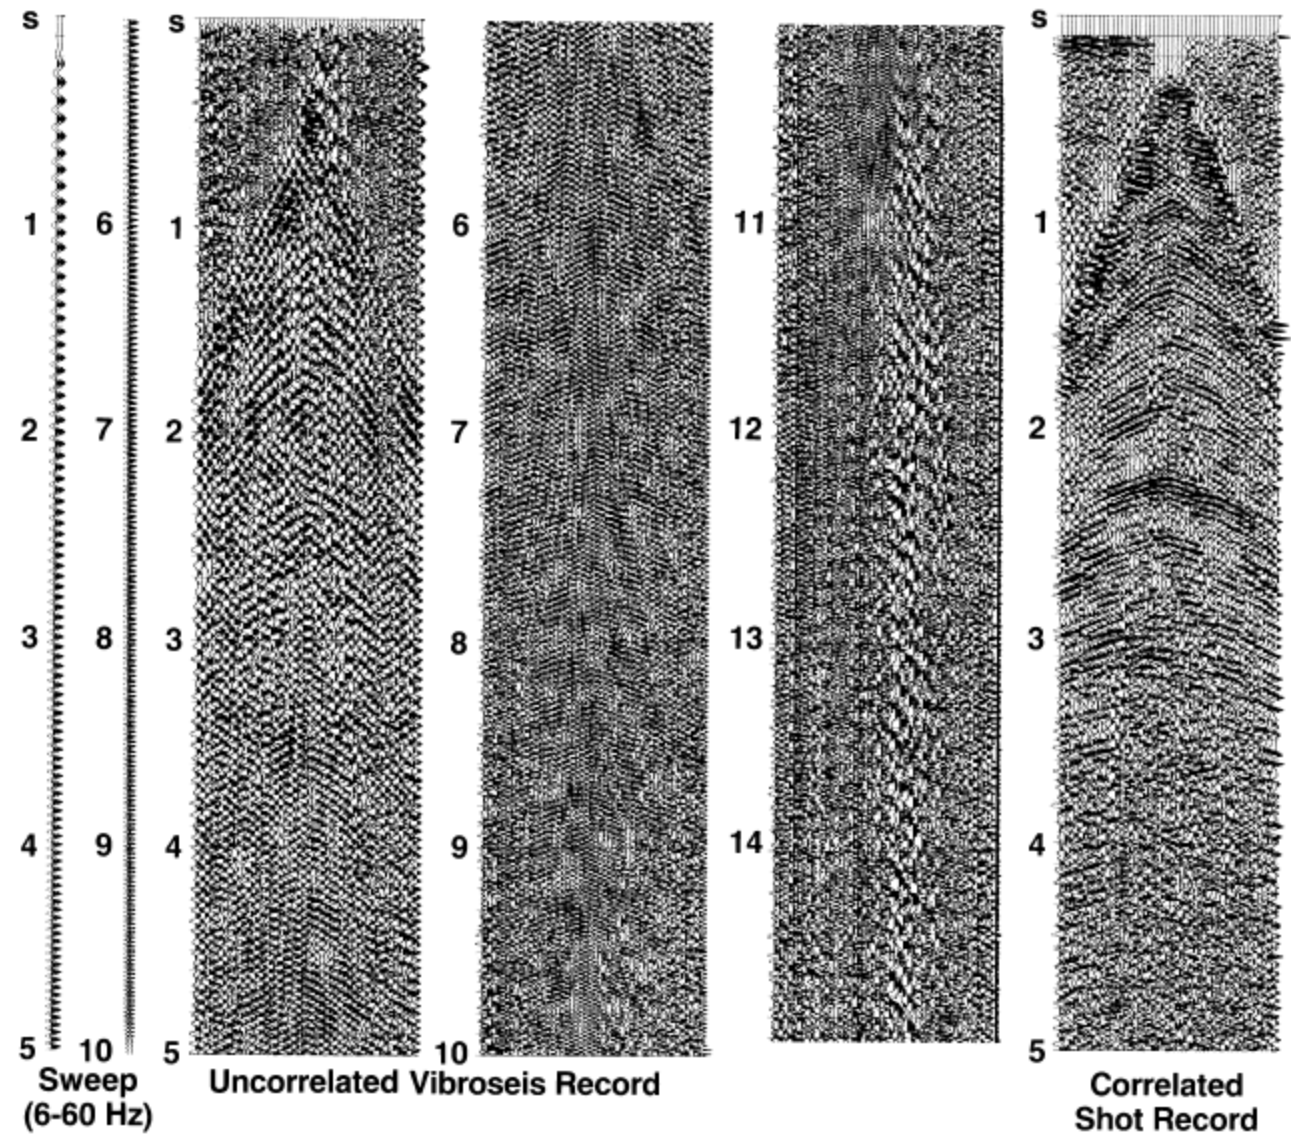 s s s
1 6 1 6 11 1
2 7 2 7 12 2
3 8 3 8 13 3
4 9 4 9 14 4
5 10 5 10 5
Sweep
(6-60 Hz)
Uncorrelated Vibroseis Record
Correlated
Shot Record